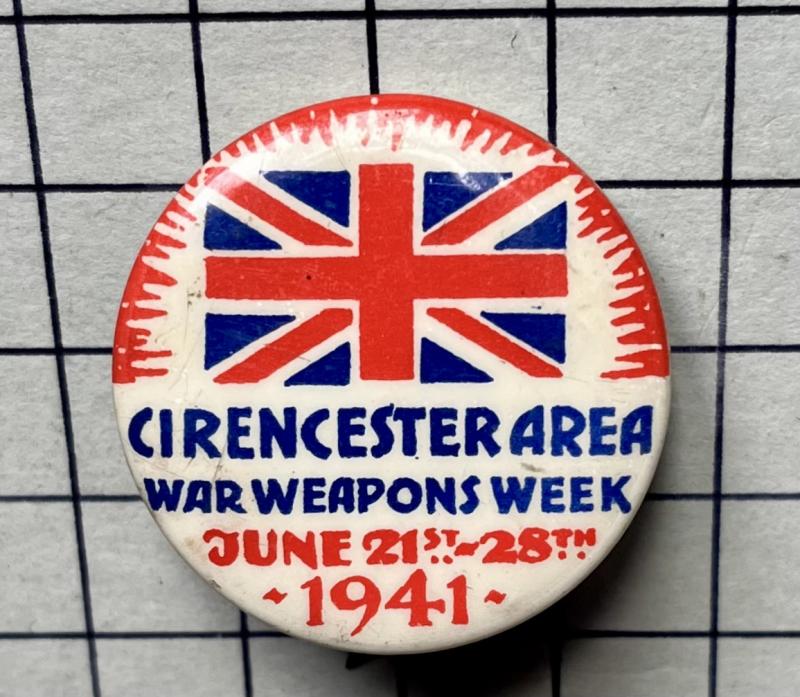 CIRENCESTER AREA
WAR WEAPONS WEEK
JUNE 21ST~28TH
~1941~